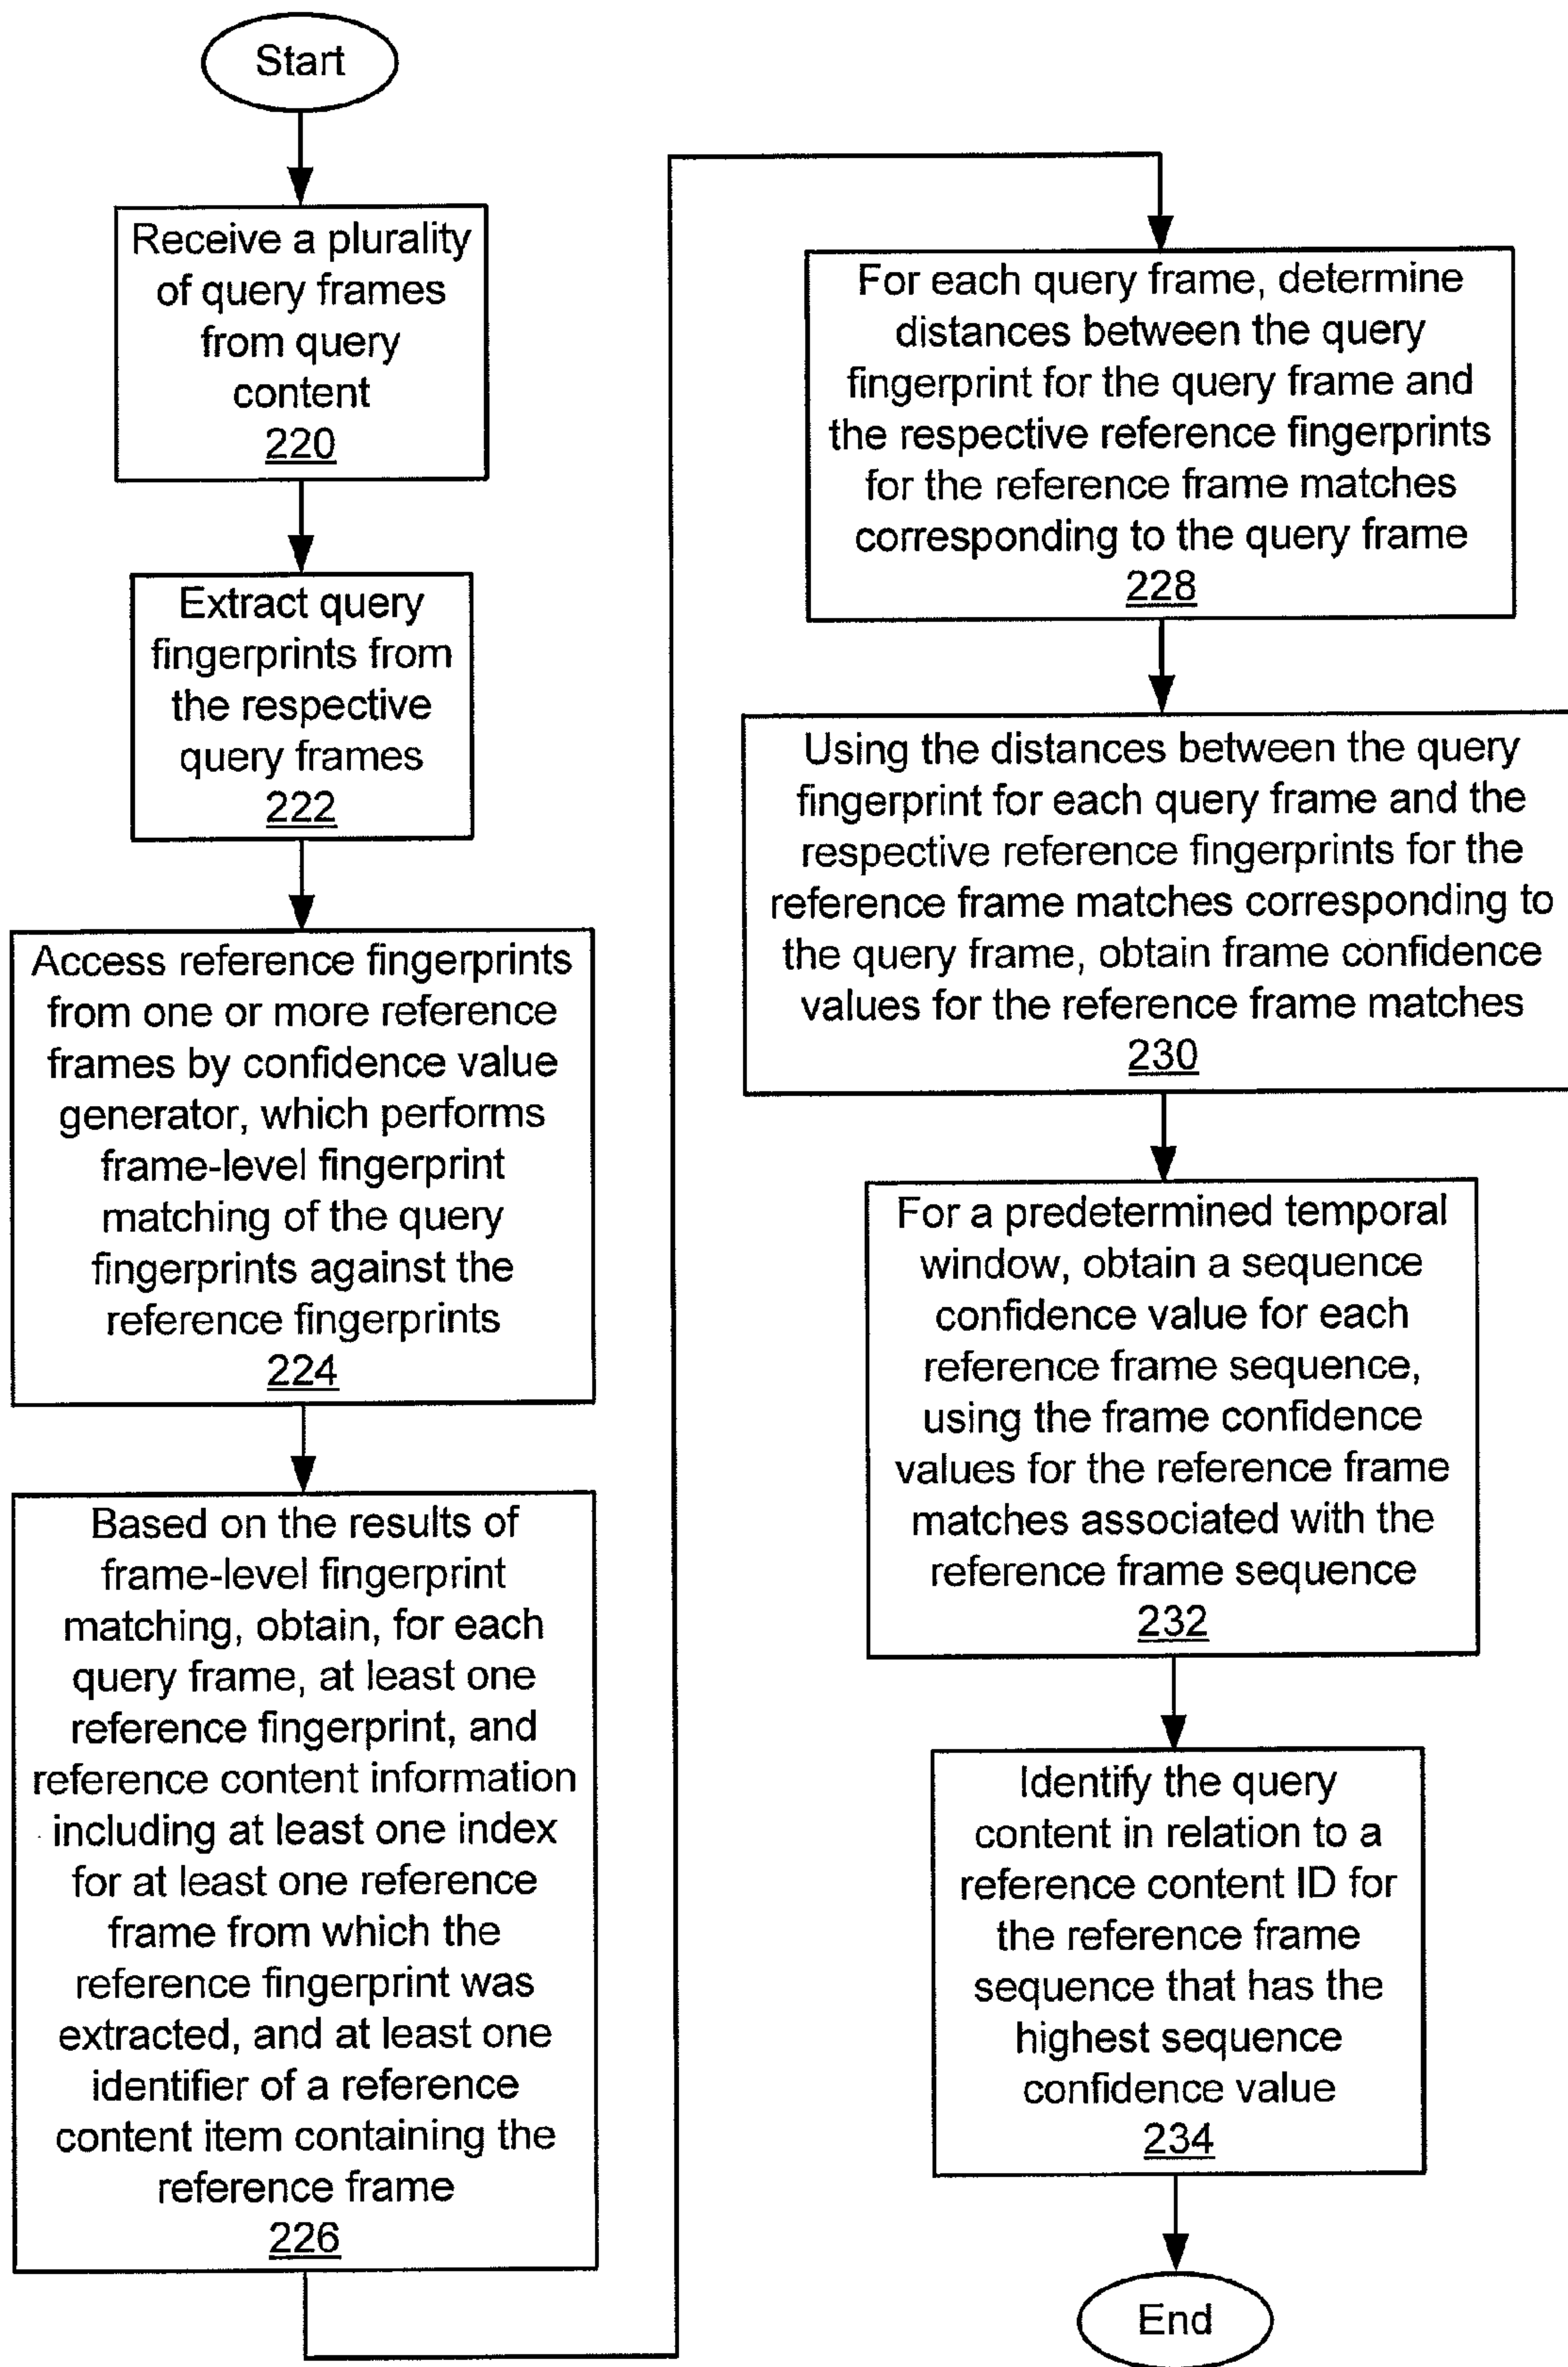 Start
Receive a plurality
of query frames
from query
content
220
Extract query
fingerprints from
the respective
query frames
222
Access reference fingerprints
from one or more reference
frames by confidence value
generator, which performs
frame-level fingerprint
matching of the query
fingerprints against the
reference fingerprints
224
Based on the results of
frame-level fingerprint
matching, obtain, for each
query frame, at least one
reference fingerprint, and
reference content information
including at least one index
for at least one reference
frame from which the
reference fingerprint was
extracted, and at least one
identifier of a reference
content item containing the
reference frame
226
For each query frame, determine
distances between the query
fingerprint for the query frame and
the respective reference fingerprints
for the reference frame matches
corresponding to the query frame
228
Using the distances between the query
fingerprint for each query frame and the
respective reference fingerprints for the
reference frame matches corresponding to
the query frame, obtain frame confidence
values for the reference frame matches
230
For a predetermined temporal
window, obtain a sequence
confidence value for each
reference frame sequence,
using the frame confidence
values for the reference frame
matches associated with the
reference frame sequence
232
Identify the query
content in relation to a
reference content ID for
the reference frame
sequence that has the
highest sequence
confidence value
234
End